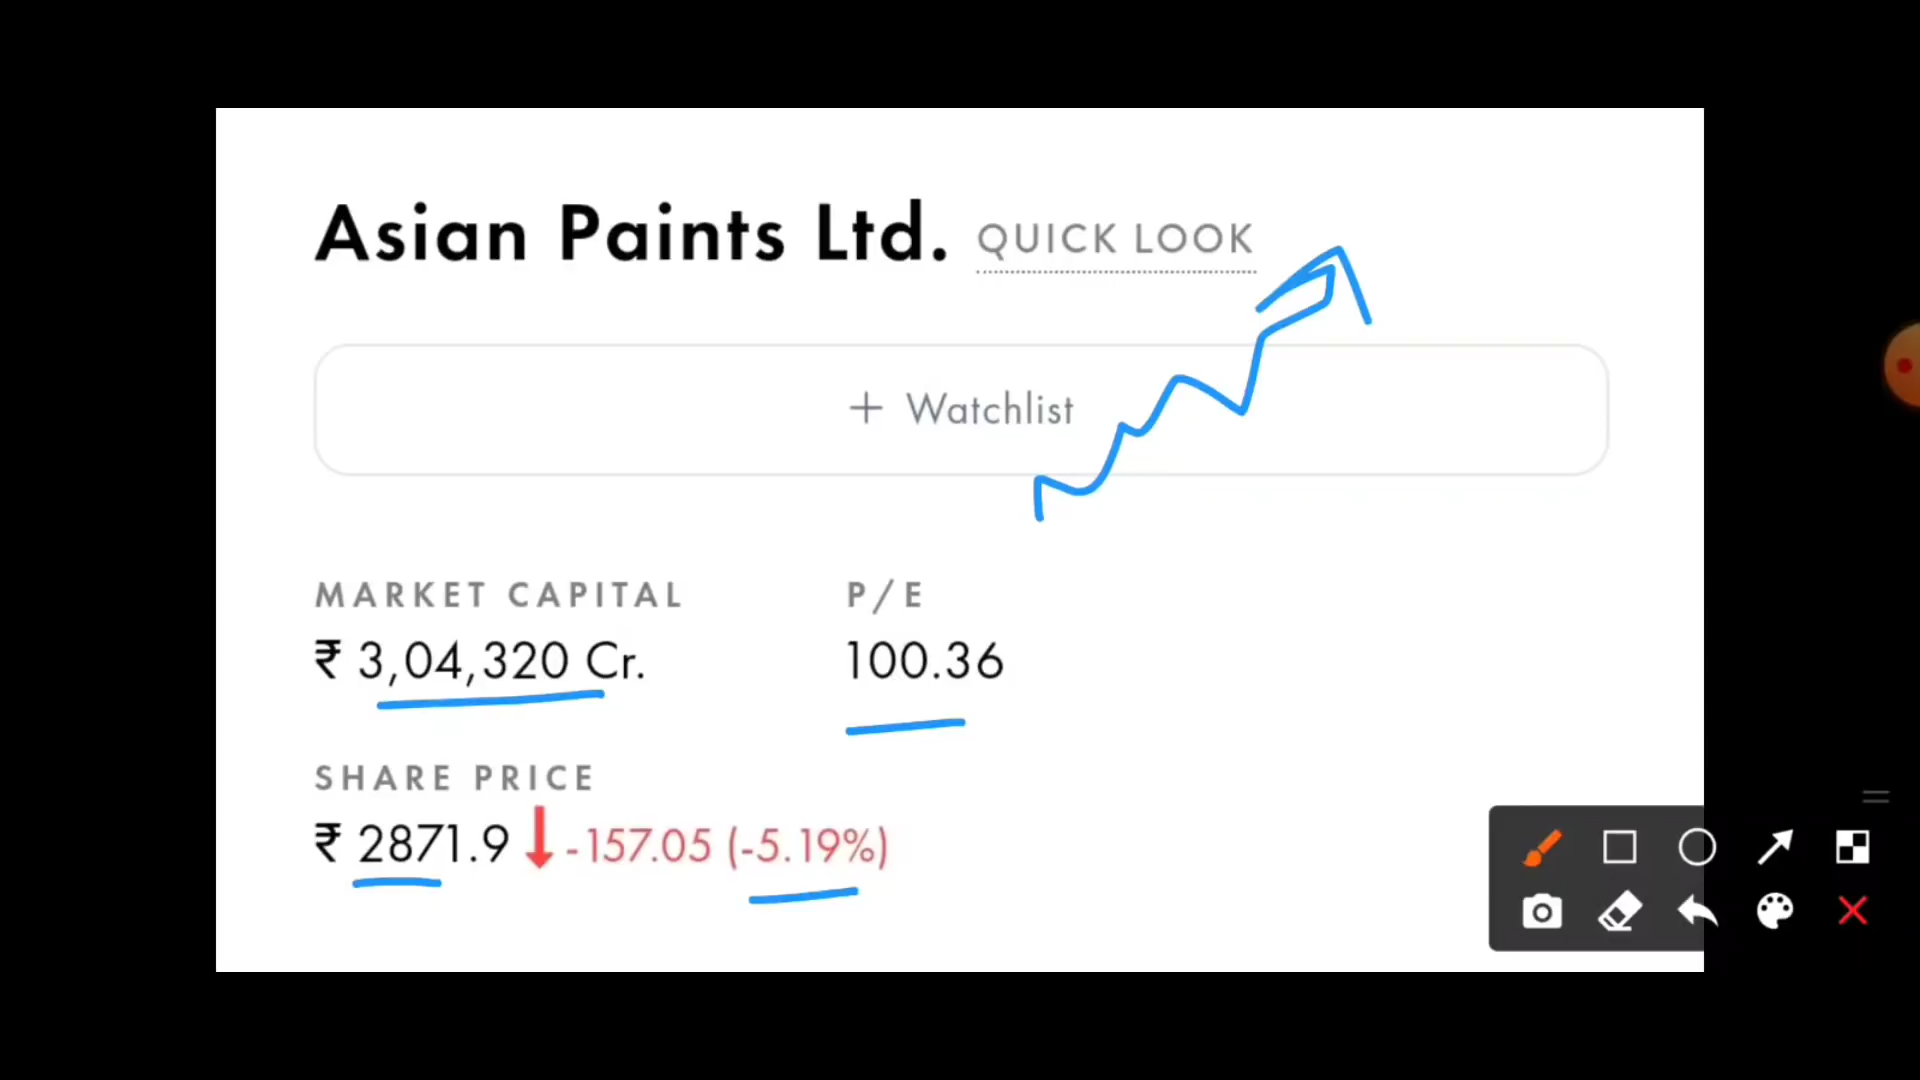 Asian Paints Ltd. QUICK LOOK
+ Watchlist
MARKET CAPITAL P/E
₹ 3,04,320 Cr. 100.36
SHARE PRICE
₹ 2871.9 -157.05 (-5.19%)